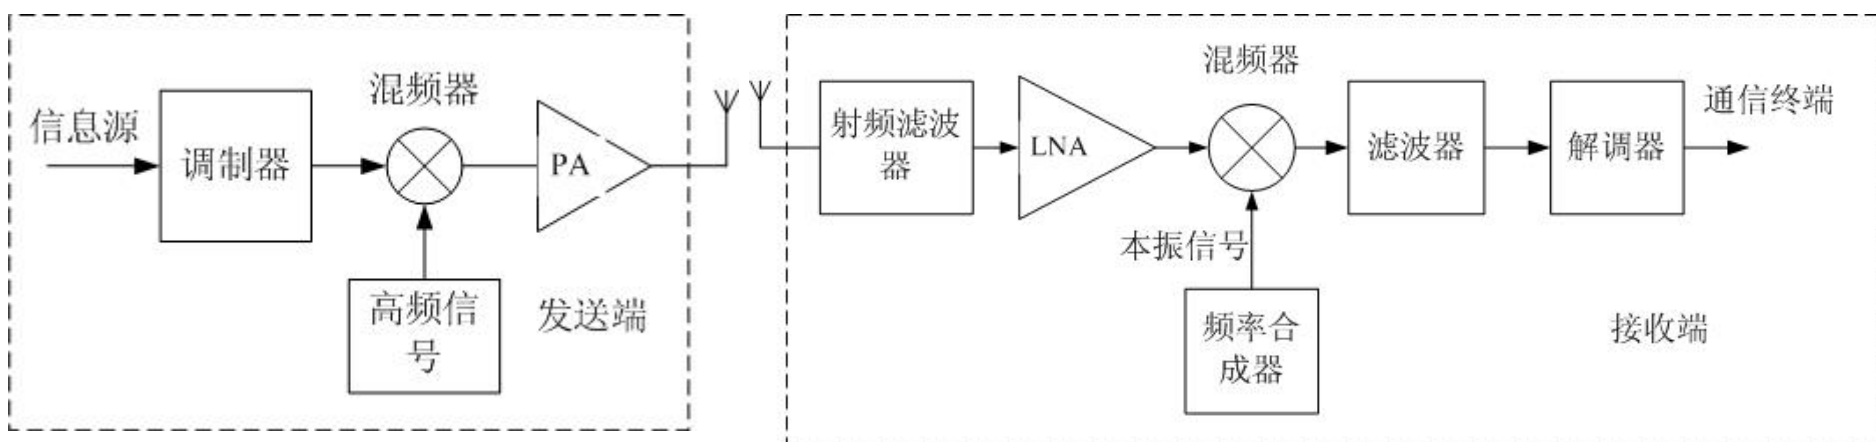 信息源
调制器
混频器
PA
高频信
号
发送端
射频滤波
器
LNA
混频器
本振信号
频率合
成器
滤波器
解调器
通信终端
接收端